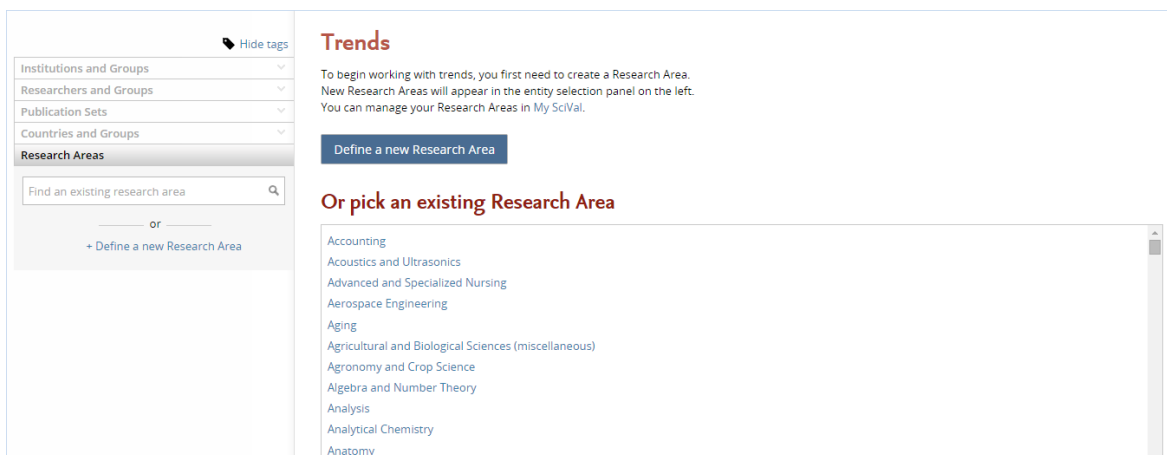 Hide tags
Institutions and Groups
Researchers and Groups
Publication Sets
Countries and Groups
Research Areas
Find an existing research area
or
+ Define a new Research Area
Trends
To begin working with trends, you first need to create a Research Area.
New Research Areas will appear in the entity selection panel on the left.
You can manage your Research Areas in My SciVal.
Define a new Research Area
Or pick an existing Research Area
Accounting
Acoustics and Ultrasonics
Advanced and Specialized Nursing
Aerospace Engineering
Aging
Agricultural and Biological Sciences (miscellaneous)
Agronomy and Crop Science
Algebra and Number Theory
Analysis
Analytical Chemistry
Anatomy